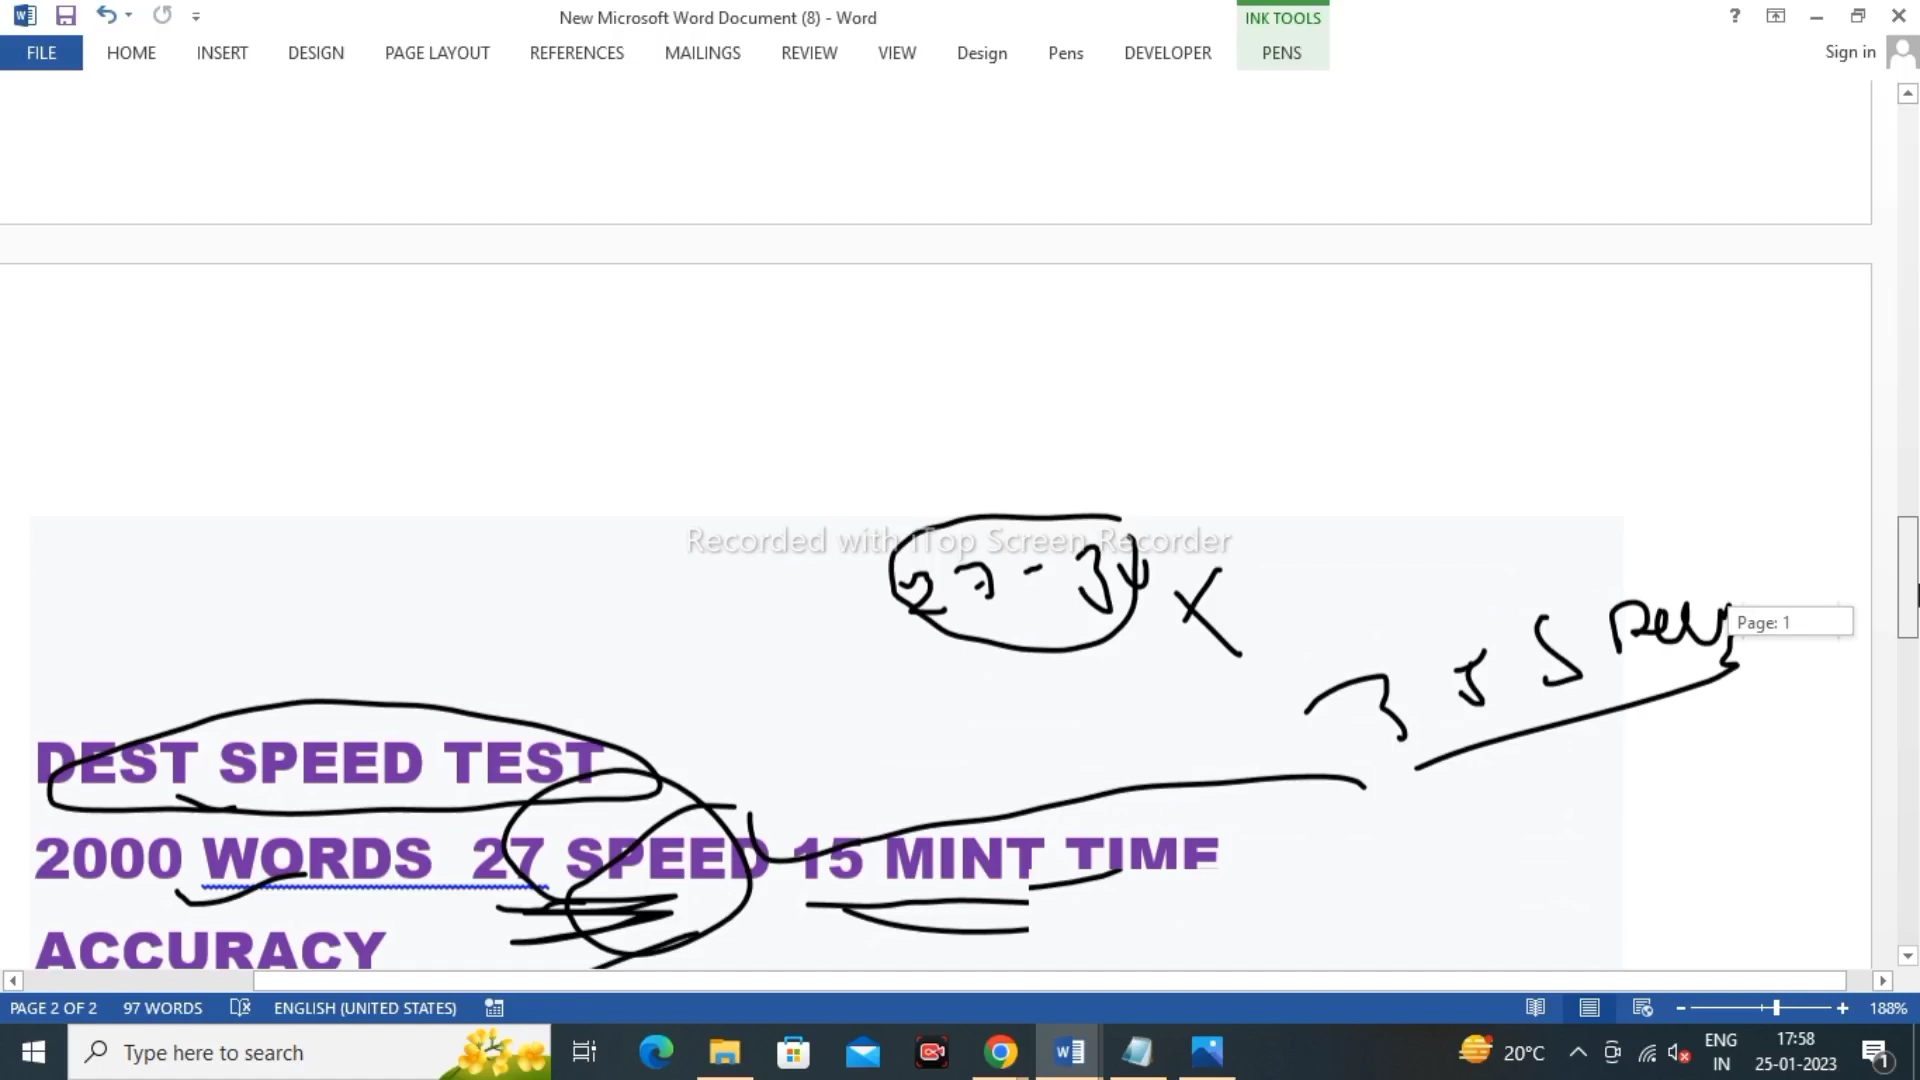 New Microsoft Word Document (8) - Word
INK TOOLS
FILE HOME INSERT DESIGN PAGE LAYOUT REFERENCES MAILINGS REVIEW VIEW Design Pens DEVELOPER PENS
Sign in
Recorded with iTop Screen Recorder
27 - 34 X
Page: 1
DEST SPEED TEST
2000 WORDS 27 SPEED 15 MINT TIME
ACCURACY
PAGE 2 OF 2 97 WORDS ENGLISH (UNITED STATES) 188%
Type here to search
20°C
ENG
IN
17:58
25-01-2023
1